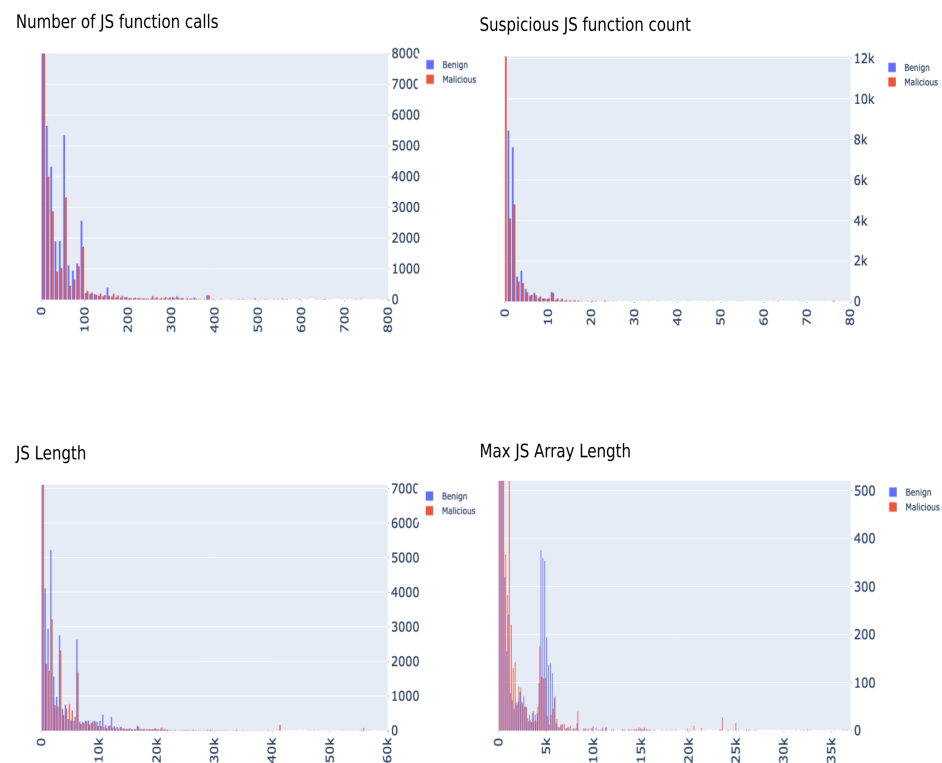 Number of JS function calls
8000
7000
6000
5000
4000
3000
2000
1000
0
0
100
200
300
400
500
600
700
800
Benign
Malicious
Suspicious JS function count
12k
10k
8k
6k
4k
2k
0
0
10
20
30
40
50
60
70
80
Benign
Malicious
JS Length
7000
6000
5000
4000
3000
2000
1000
0
0
10k
20k
30k
40k
50k
60k
Benign
Malicious
Max JS Array Length
500
400
300
200
100
0
0
5k
10k
15k
20k
25k
30k
35k
Benign
Malicious